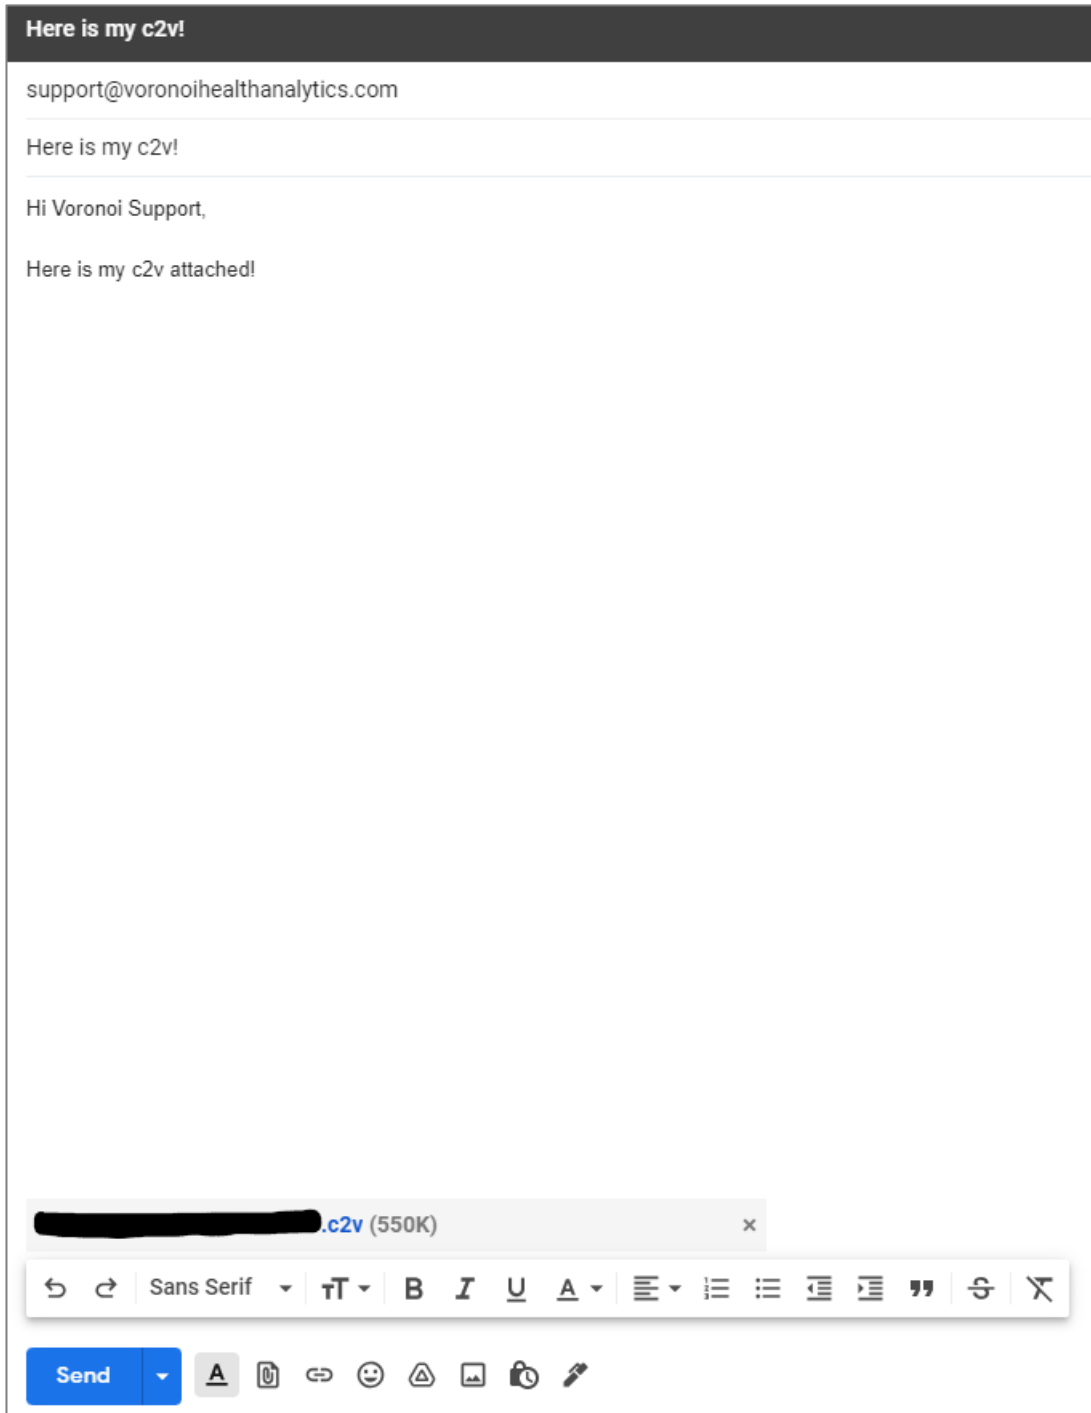 Here is my c2v!
support@voronoihealthanalytics.com
Here is my c2v!
Hi Voronoi Support,
Here is my c2v attached!
.c2v (550K)
Sans Serif
Send